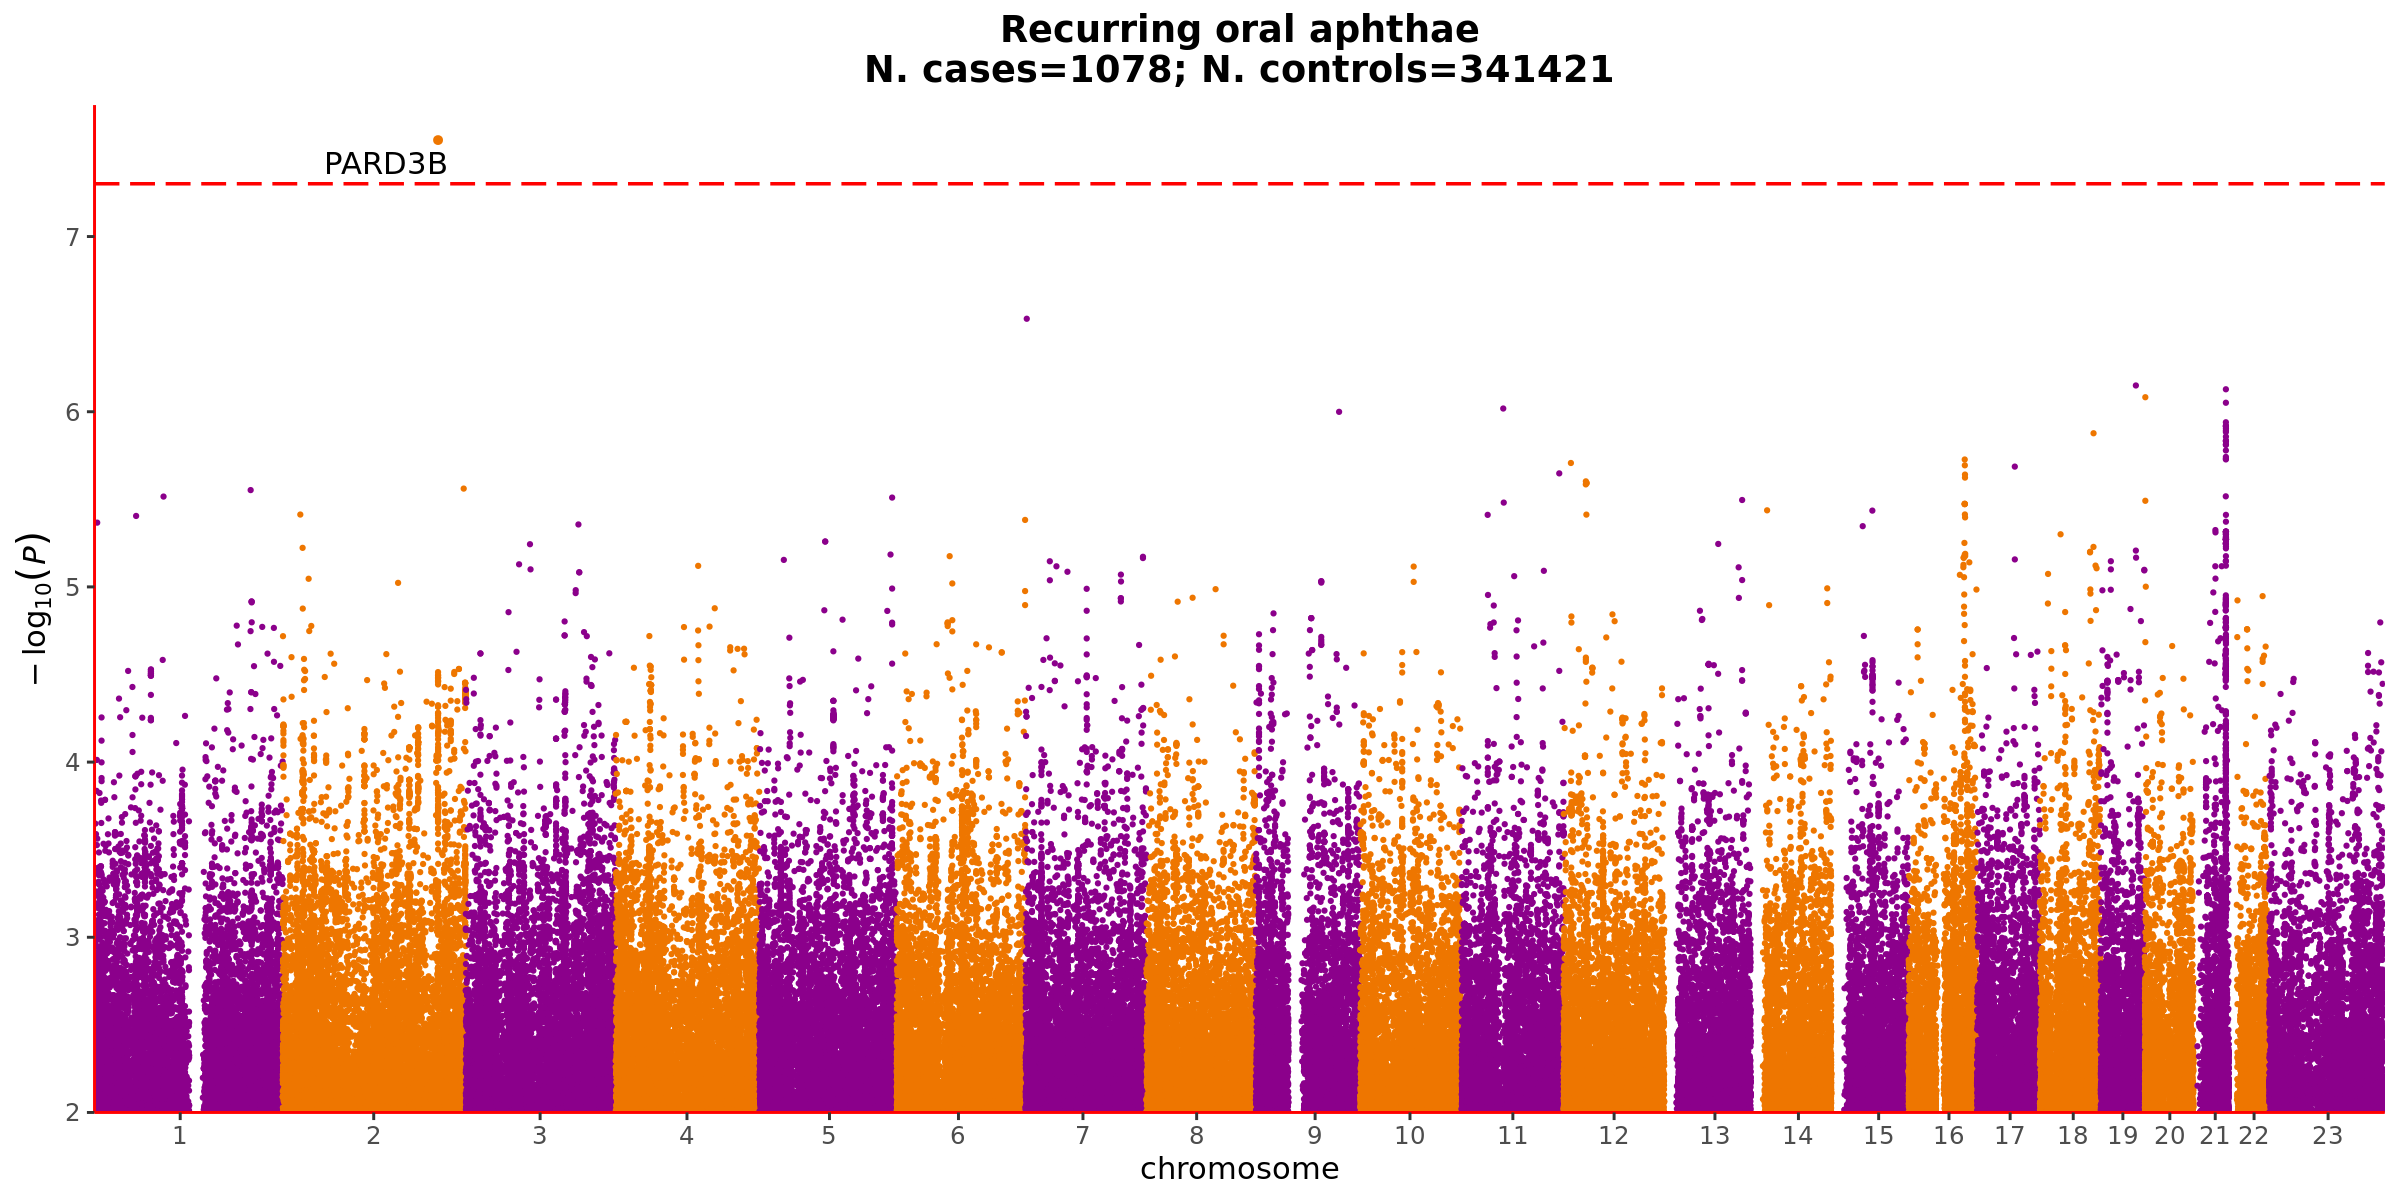 Recurring oral aphthae
N. cases=1078; N. controls=341421
PARD3B
7
6
5
4
3
2
−log10(P)
1 2 3 4 5 6 7 8 9 10 11 12 13 14 15 16 17 18 19 20 21 22 23
chromosome